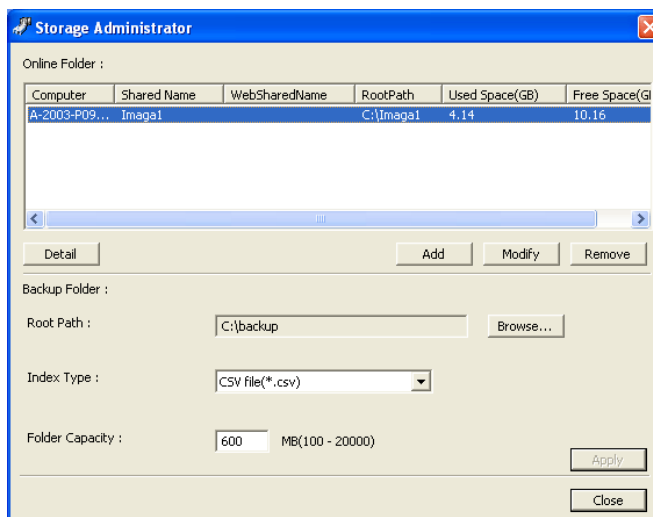 Storage Administrator
Online Folder :
Computer Shared Name WebSharedName RootPath Used Space(GB) Free Space(G
A-2003-P09... Imaga1 C:\Imaga1 4.14 10.16
Detail Add Modify Remove
Backup Folder :
Root Path : C:\backup Browse...
Index Type : CSV file(*.csv)
Folder Capacity : 600 MB(100 - 20000)
Apply
Close